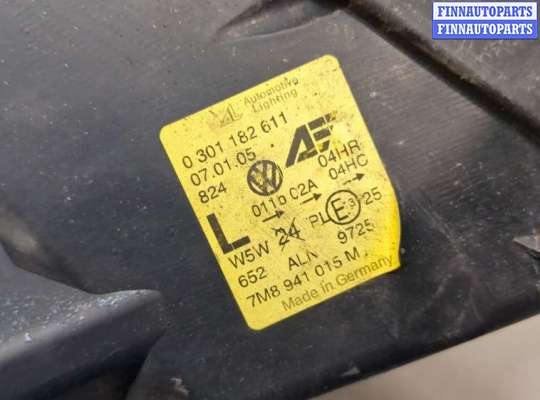 FINNAUTOPARTS
FINNAUTOPARTS
Automotive
Lighting
0 301 182 611
07.01.05
824
04HR
04HC
011b 02A
L
W5W 24 PL E 3 25
652 ALN 9725
7M8 941 015 M
Made in Germany